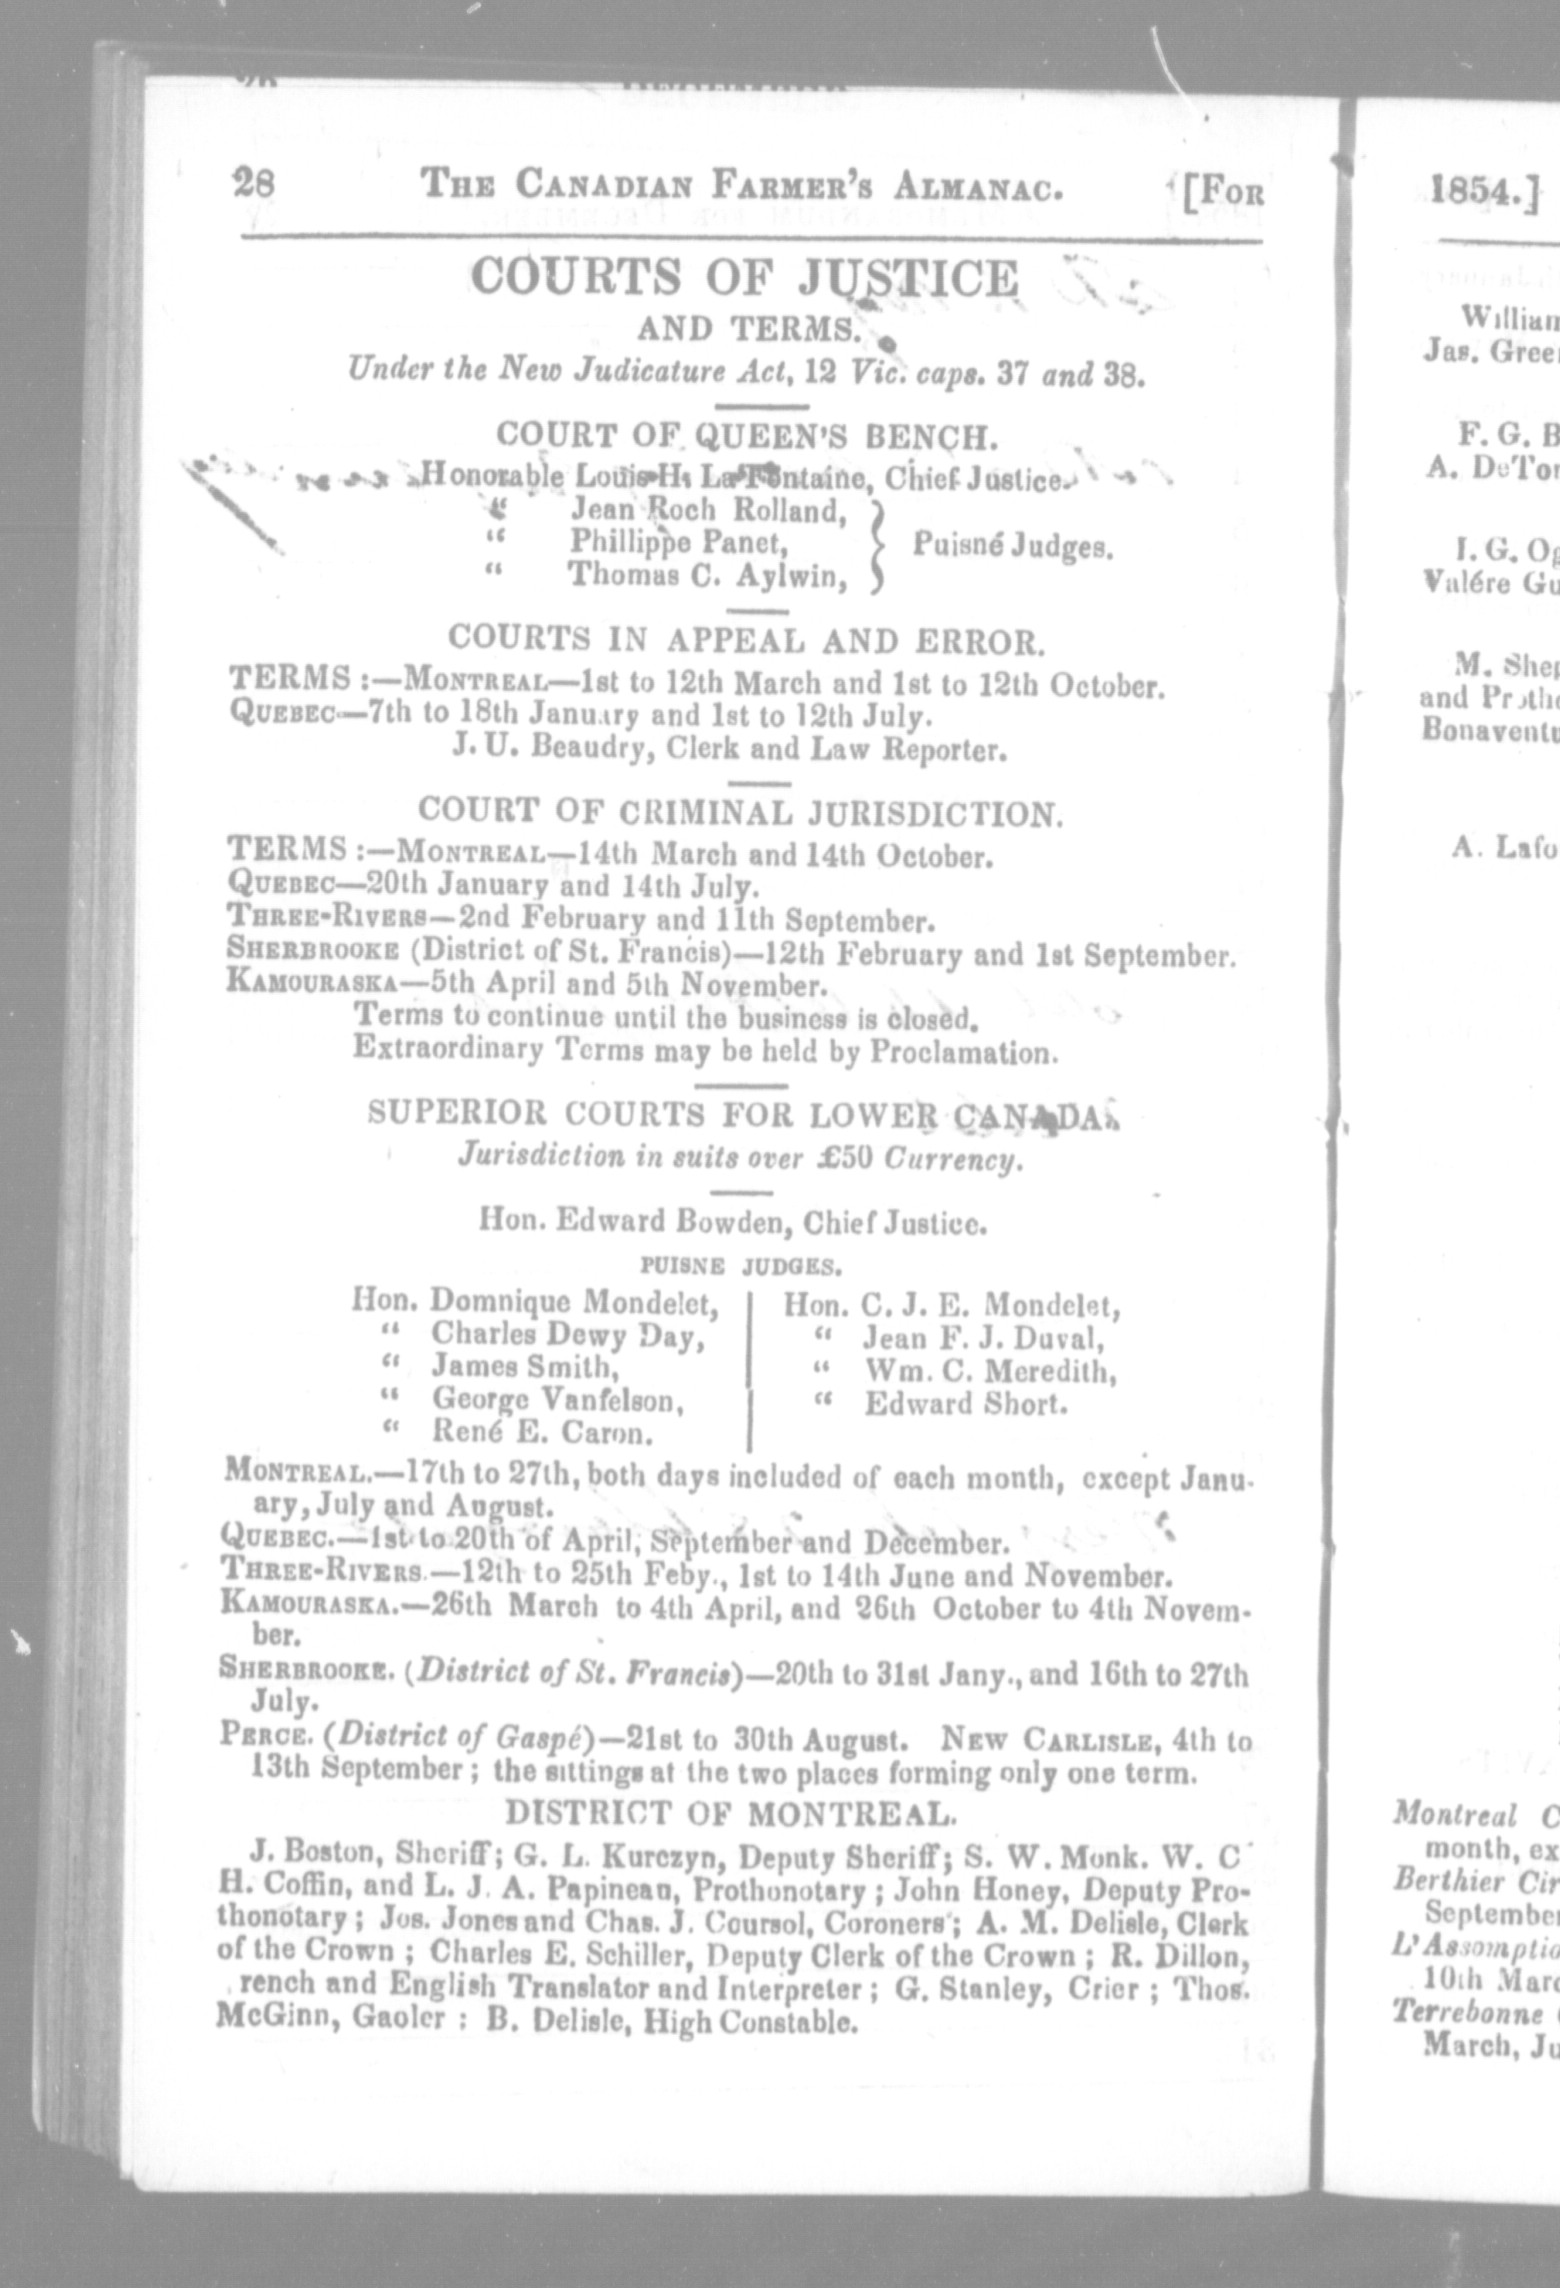 28 THE CANADIAN FARMER'S ALMANAC. [FOR
COURTS OF JUSTICE
AND TERMS.
Under the New Judicature Act, 12 Vic. caps. 37 and 38.
COURT OF QUEEN'S BENCH.
Honorable Louis H. LaFontaine, Chief Justice.
" Jean Roch Rolland,
" Phillippe Panet, } Puisné Judges.
" Thomas C. Aylwin,
COURTS IN APPEAL AND ERROR.
TERMS:—MONTREAL—1st to 12th March and 1st to 12th October.
QUEBEC—7th to 18th January and 1st to 12th July.
J. U. Beaudry, Clerk and Law Reporter.
COURT OF CRIMINAL JURISDICTION.
TERMS:—MONTREAL—14th March and 14th October.
QUEBEC—20th January and 14th July.
THREE-RIVERS—2nd February and 11th September.
SHERBROOKE (District of St. Francis)—12th February and 1st September.
KAMOURASKA—5th April and 5th November.
Terms to continue until the business is closed.
Extraordinary Terms may be held by Proclamation.
SUPERIOR COURTS FOR LOWER CANADA.
Jurisdiction in suits over £50 Currency.
Hon. Edward Bowden, Chief Justice.
PUISNE JUDGES.
Hon. Domnique Mondelet, | Hon. C. J. E. Mondelet,
" Charles Dewy Day, | " Jean F. J. Duval,
" James Smith, | " Wm. C. Meredith,
" George Vanfelson, | " Edward Short.
" René E. Caron.
MONTREAL.—17th to 27th, both days included of each month, except Janu-
ary, July and August.
QUEBEC.—1st to 20th of April, September and December.
THREE-RIVERS.—12th to 25th Feby., 1st to 14th June and November.
KAMOURASKA.—26th March to 4th April, and 26th October to 4th Novem-
ber.
SHERBROOKE. (District of St. Francis)—20th to 31st Jany., and 16th to 27th
July.
PERCE. (District of Gaspé)—21st to 30th August. NEW CARLISLE, 4th to
13th September; the sittings at the two places forming only one term.
DISTRICT OF MONTREAL.
J. Boston, Sheriff; G. L. Kurczyn, Deputy Sheriff; S. W. Monk. W. C
H. Coffin, and L. J. A. Papineau, Prothonotary; John Honey, Deputy Pro-
thonotary; Jos. Jones and Chas. J. Coursol, Coroners; A. M. Delisle, Clerk
of the Crown; Charles E. Schiller, Deputy Clerk of the Crown; R. Dillon,
rench and English Translator and Interpreter; G. Stanley, Crier; Thos.
McGinn, Gaoler: B. Delisle, High Constable.
1854.]
William
Jas. Gree
F. G. B
A. DeTo
I. G. Og
Valére Gu
M. Shep
and Proth
Bonaventu
A. Lafo
Montreal C
month, ex
Berthier Cir
September
L'Assomptio
10th Marc
Terrebonne
March, Ju